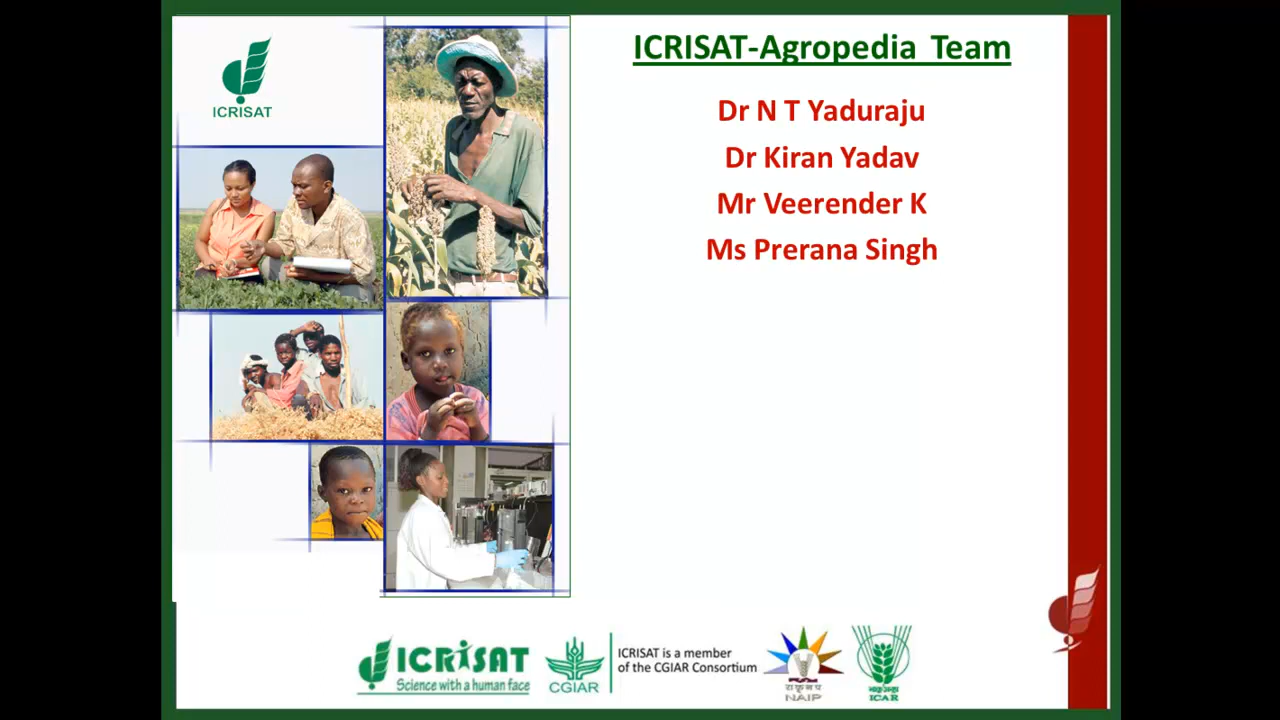 ICRISAT
ICRISAT-Agropedia Team
Dr N T Yaduraju
Dr Kiran Yadav
Mr Veerender K
Ms Prerana Singh
ICRISAT
Science with a human face
CGIAR
ICRISAT is a member
of the CGIAR Consortium
NAIP
ICAR